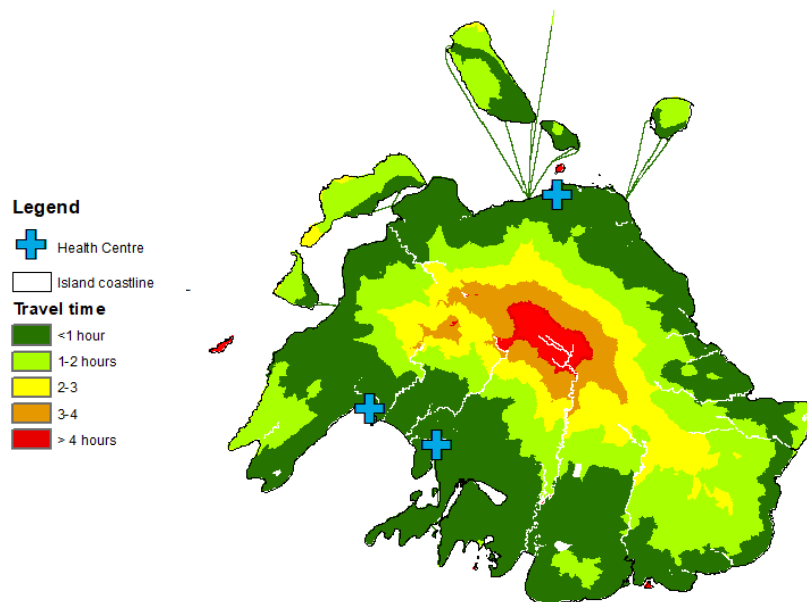 Legend
Health Centre
Island coastline
Travel time
<1 hour
1-2 hours
2-3
3-4
> 4 hours